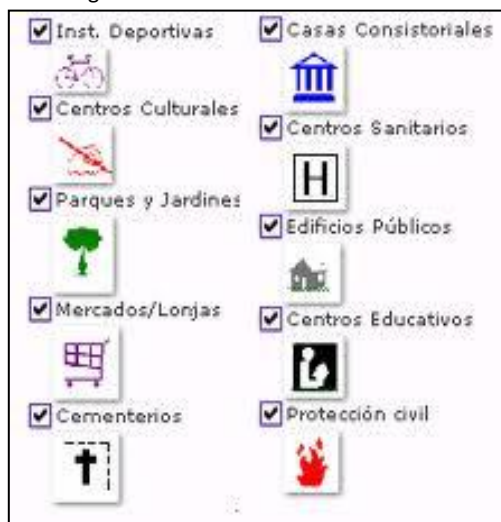 Inst. Deportivas
Centros Culturales
Parques y Jardines
Mercados/Lonjas
Cementerios
Casas Consistoriales
Centros Sanitarios
H
Edificios Públicos
Centros Educativos
Protección civil